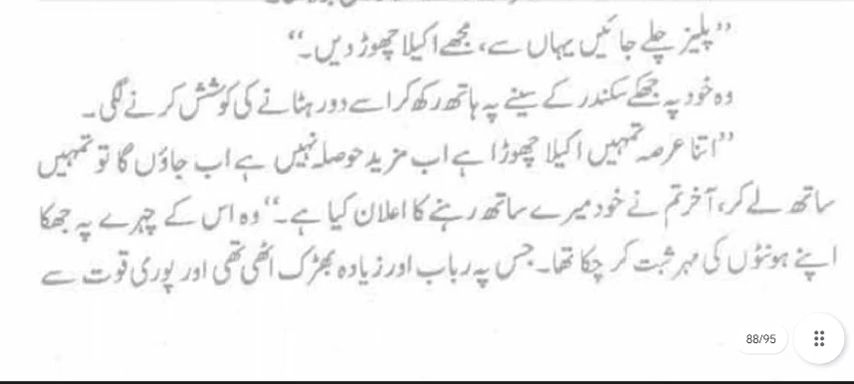 ”پلیز چلے جائیں یہاں سے، مجھے اکیلا چھوڑ دیں۔“
وہ خود پہ جھکے سکندر کے سینے پہ ہاتھ رکھ کر اسے دور ہٹانے کی کوشش کرنے لگی۔
”اتنا عرصہ تمہیں اکیلا چھوڑا ہے اب مزید حوصلہ نہیں ہے اب جاؤں گا تو تمہیں
ساتھ لے کر، آخر تم نے خود میرے ساتھ رہنے کا اعلان کیا ہے۔“ وہ اس کے چہرے پہ جھکا
اپنے ہونٹوں کی مہر ثبت کر چکا تھا۔ جس پہ رباب اور زیادہ بھڑک اٹھی تھی اور پوری قوت سے
88/95